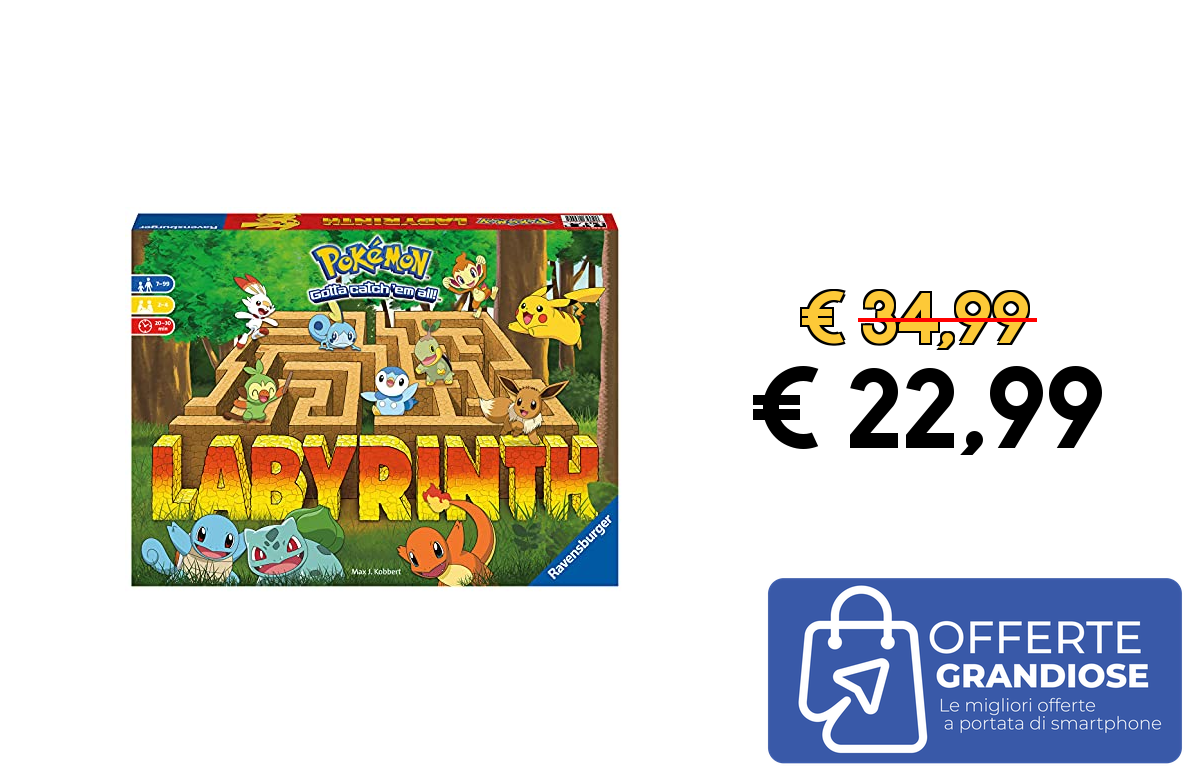 Ravensburger
LABYRINTH
Pokémon
7-99
2-4
20-30
min
Pokémon
Gotta catch 'em all!
LABYRINTH
Max J. Kobbert
Ravensburger
€ 34,99
€ 22,99
OFFERTE
GRANDIOSE
Le migliori offerte
a portata di smartphone